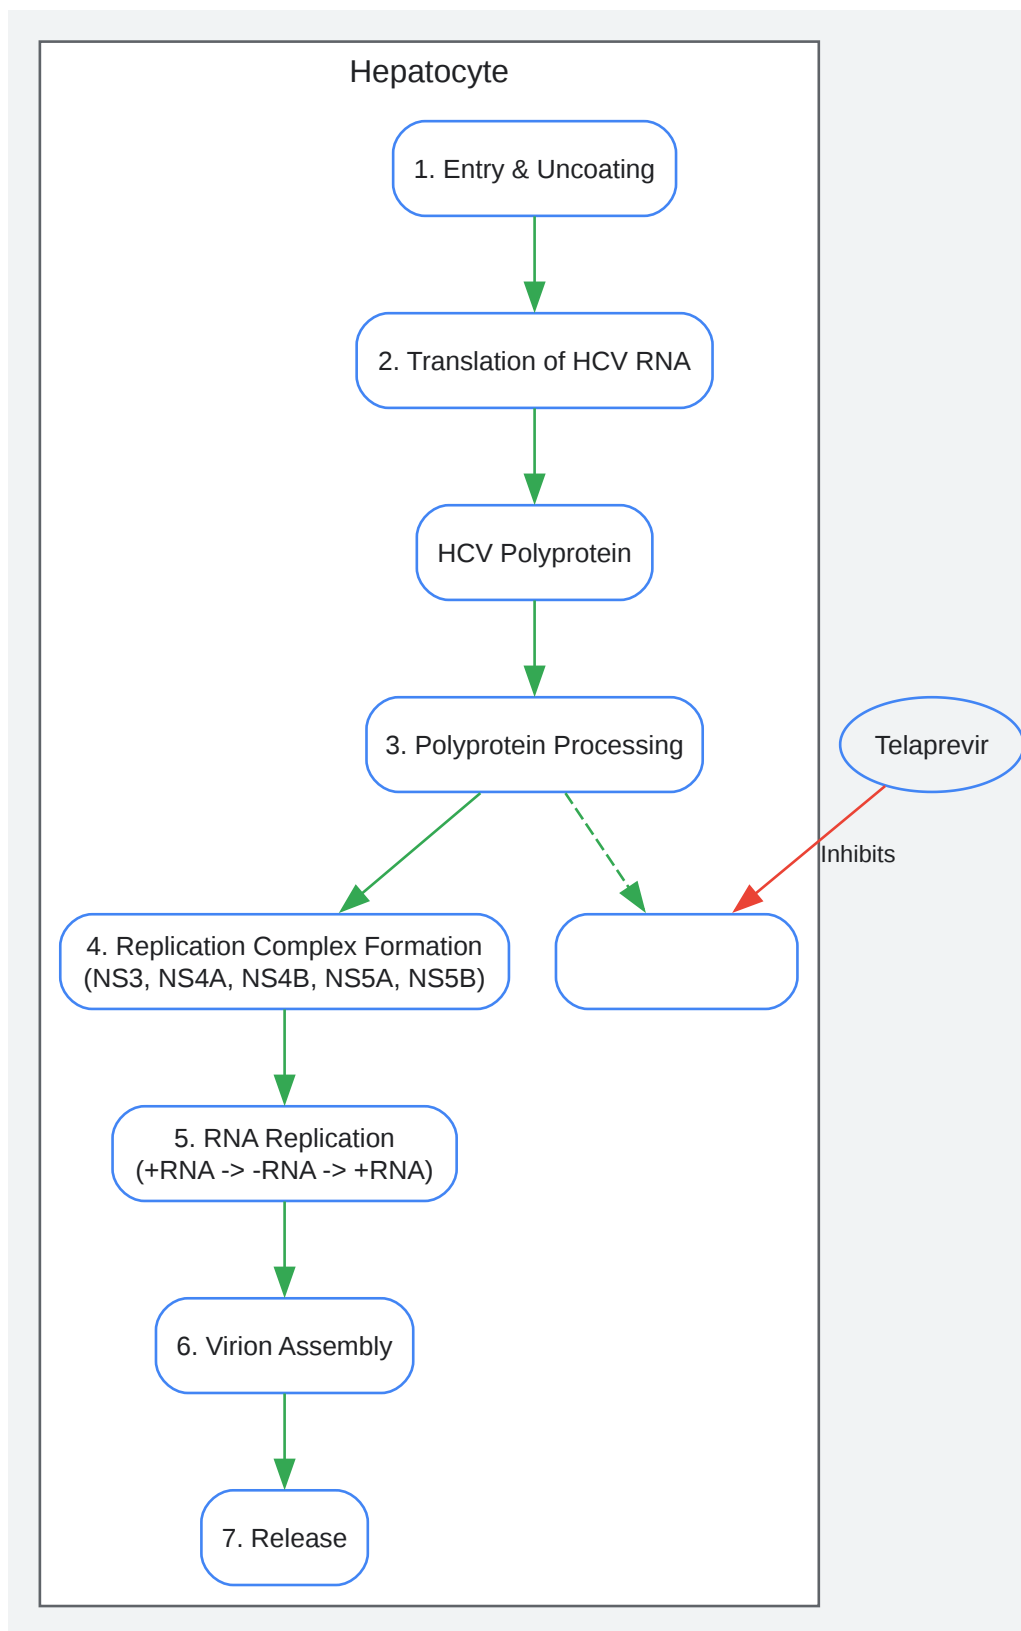 Hepatocyte
1. Entry & Uncoating
2. Translation of HCV RNA
HCV Polyprotein
3. Polyprotein Processing
Telaprevir
Inhibits
4. Replication Complex Formation
(NS3, NS4A, NS4B, NS5A, NS5B)
5. RNA Replication
(+RNA -> -RNA -> +RNA)
6. Virion Assembly
7. Release